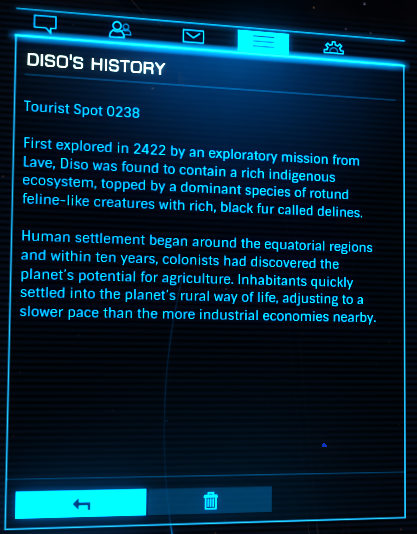 DISO'S HISTORY
Tourist Spot 0238
First explored in 2422 by an exploratory mission from
Lave, Diso was found to contain a rich indigenous
ecosystem, topped by a dominant species of rotund
feline-like creatures with rich, black fur called delines.
Human settlement began around the equatorial regions
and within ten years, colonists had discovered the
planet's potential for agriculture. Inhabitants quickly
settled into the planet's rural way of life, adjusting to a
slower pace than the more industrial economies nearby.